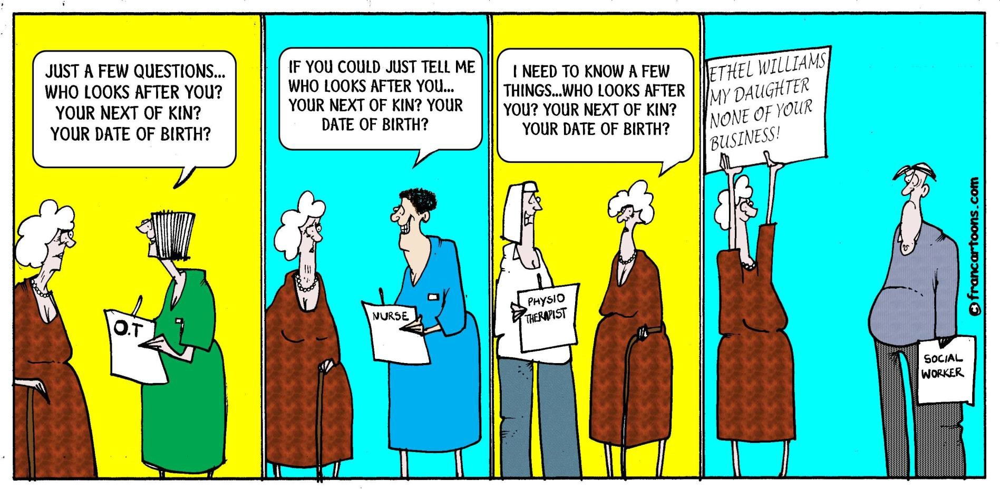 JUST A FEW QUESTIONS...
WHO LOOKS AFTER YOU?
YOUR NEXT OF KIN?
YOUR DATE OF BIRTH?
O.T
IF YOU COULD JUST TELL ME
WHO LOOKS AFTER YOU...
YOUR NEXT OF KIN? YOUR
DATE OF BIRTH?
NURSE
I NEED TO KNOW A FEW
THINGS...WHO LOOKS AFTER
YOU? YOUR NEXT OF KIN?
YOUR DATE OF BIRTH?
PHYSIO
THERAPIST
ETHEL WILLIAMS
MY DAUGHTER
NONE OF YOUR
BUSINESS!
SOCIAL
WORKER
©francartoons.com